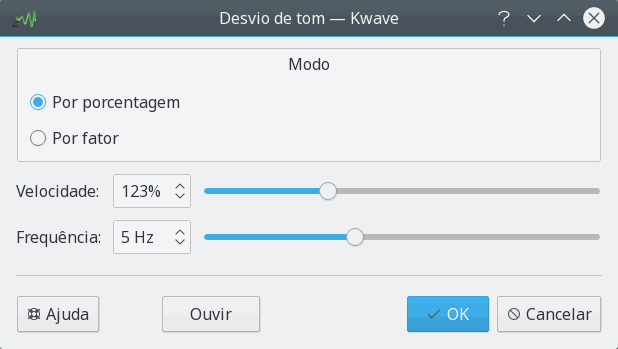 Desvio de tom — Kwave
Modo
Por porcentagem
Por fator
Velocidade: 123%
Frequência: 5 Hz
Ajuda Ouvir OK Cancelar